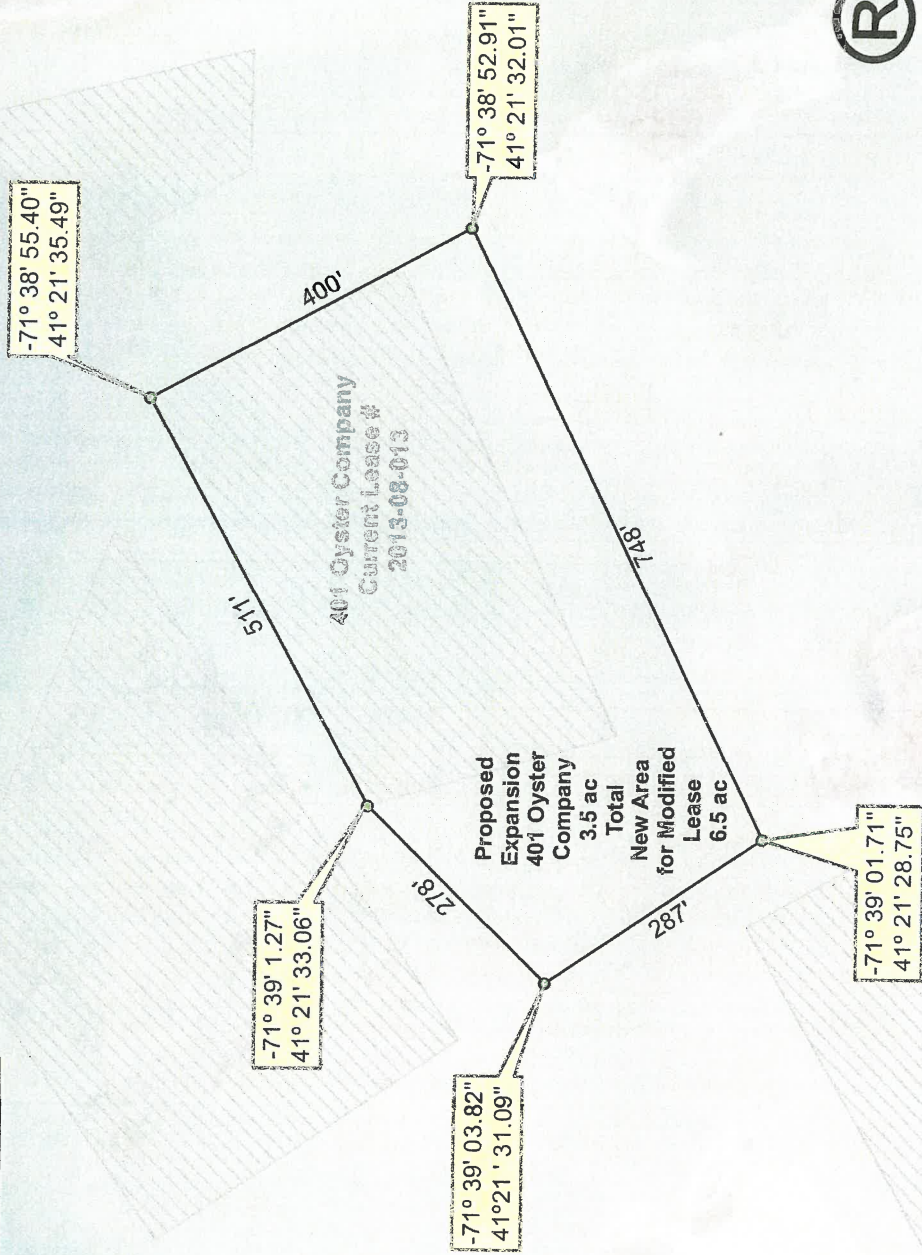 -71° 38' 55.40"
41° 21' 35.49"
400'
-71° 38' 52.91"
41° 21' 32.01"
511'
401 Oyster Company
Current Lease #
2013-08-013
-71° 39' 1.27"
41° 21' 33.06"
278'
748'
Proposed
Expansion
401 Oyster
Company
3.5 ac
Total
New Area
for Modified
Lease
6.5 ac
-71° 39' 03.82"
41°21 ' 31.09"
287'
-71° 39' 01.71"
41° 21' 28.75"
R